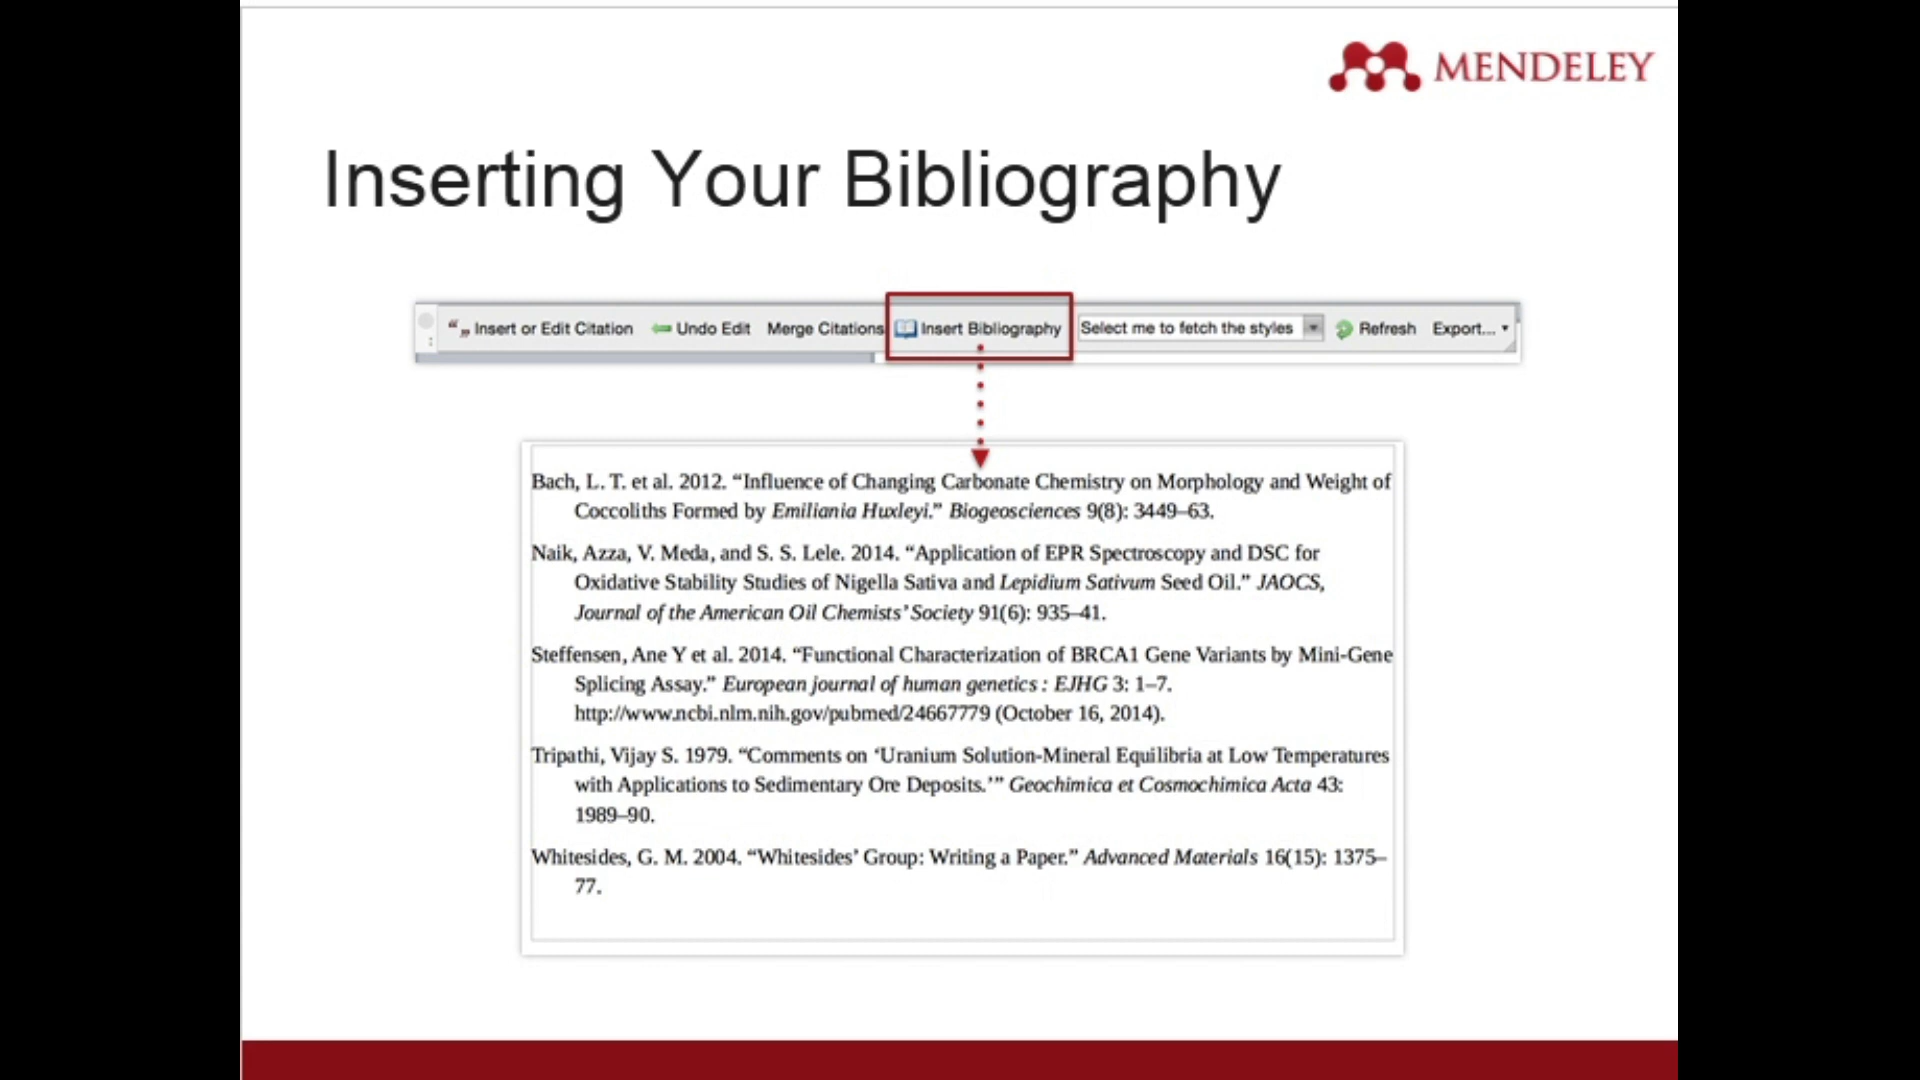 MENDELEY
Inserting Your Bibliography
“ „ Insert or Edit Citation Undo Edit Merge Citations Insert Bibliography Select me to fetch the styles Refresh Export...
Bach, L. T. et al. 2012. “Influence of Changing Carbonate Chemistry on Morphology and Weight of
Coccoliths Formed by Emiliania Huxleyi.” Biogeosciences 9(8): 3449–63.
Naik, Azza, V. Meda, and S. S. Lele. 2014. “Application of EPR Spectroscopy and DSC for
Oxidative Stability Studies of Nigella Sativa and Lepidium Sativum Seed Oil.” JAOCS,
Journal of the American Oil Chemists’ Society 91(6): 935–41.
Steffensen, Ane Y et al. 2014. “Functional Characterization of BRCA1 Gene Variants by Mini-Gene
Splicing Assay.” European journal of human genetics : EJHG 3: 1–7.
http://www.ncbi.nlm.nih.gov/pubmed/24667779 (October 16, 2014).
Tripathi, Vijay S. 1979. “Comments on ‘Uranium Solution-Mineral Equilibria at Low Temperatures
with Applications to Sedimentary Ore Deposits.’” Geochimica et Cosmochimica Acta 43:
1989–90.
Whitesides, G. M. 2004. “Whitesides’ Group: Writing a Paper.” Advanced Materials 16(15): 1375–
77.